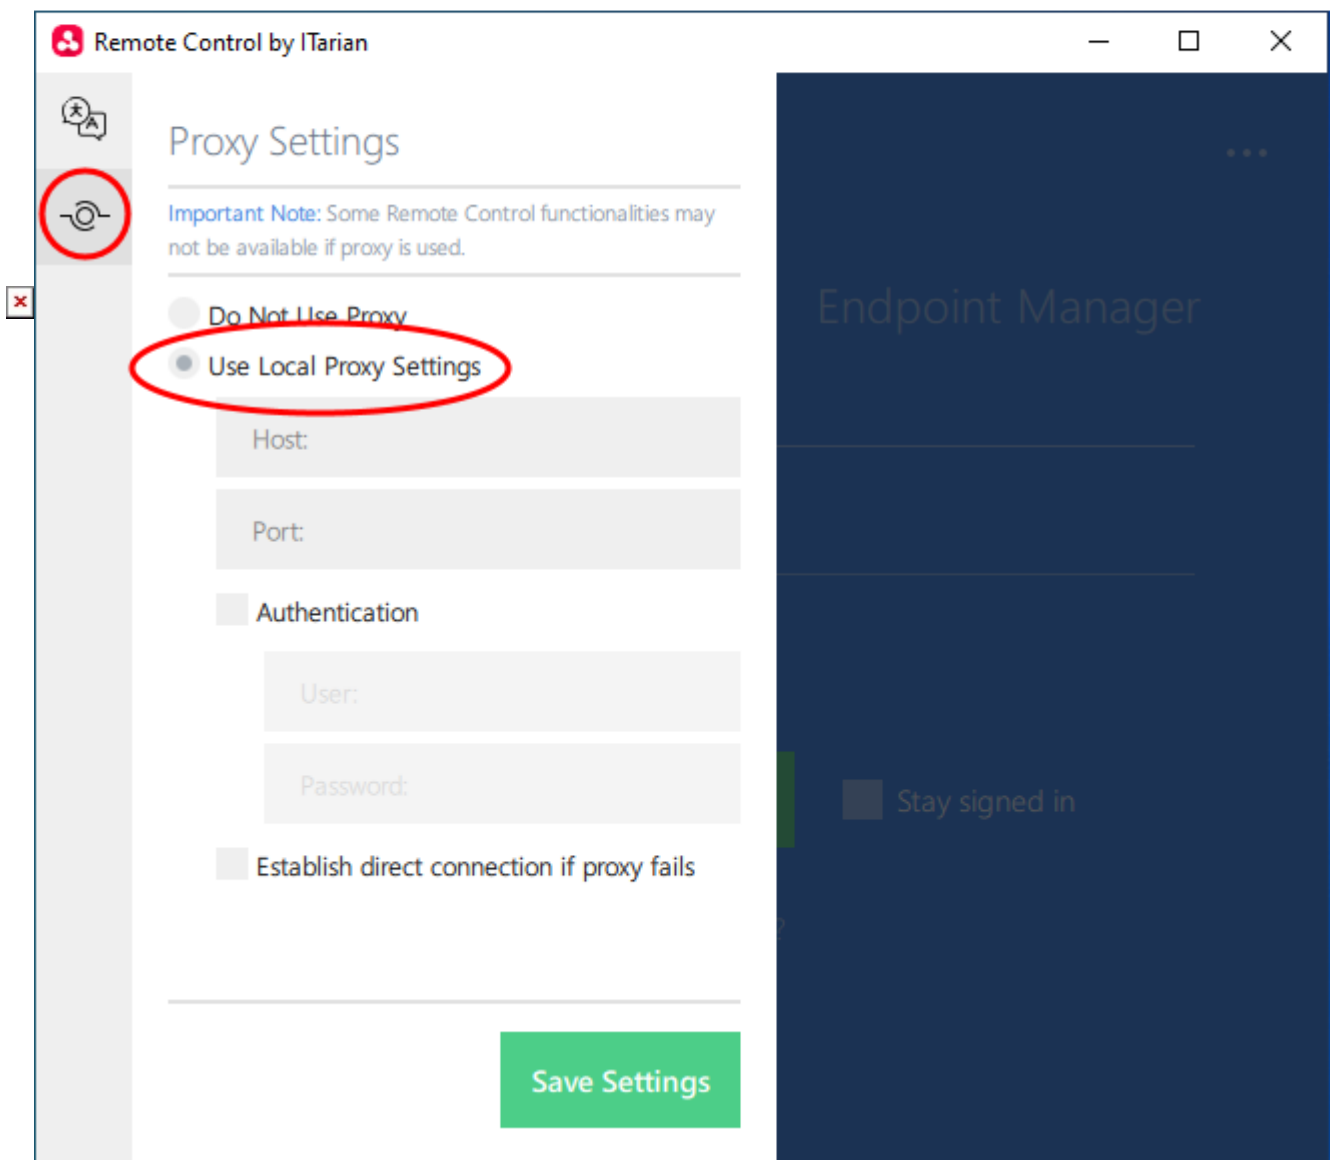 Remote Control by ITarian
Proxy Settings
Important Note: Some Remote Control functionalities may
not be available if proxy is used.
Do Not Use Proxy
Use Local Proxy Settings
Host:
Port:
Authentication
User:
Password:
Establish direct connection if proxy fails
Save Settings
Endpoint Manager
Stay signed in
?